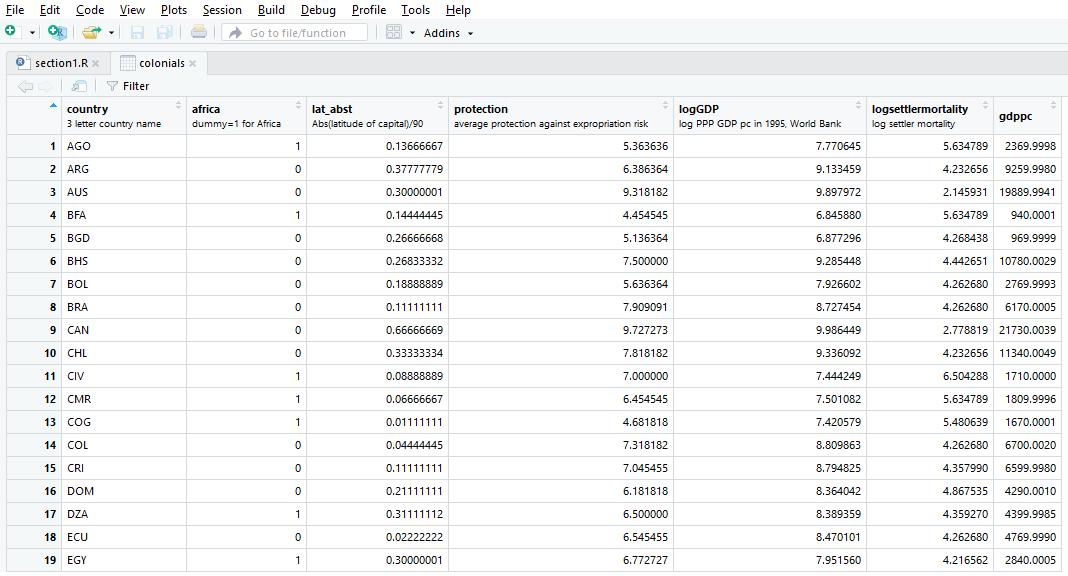 File Edit Code View Plots Session Build Debug Profile Tools Help
Go to file/function Addins
section1.R colonials
Filter
country africa lat_abst protection logGDP logsettlermortality gdppc
3 letter country name dummy=1 for Africa Abs(latitude of capital)/90 average protection against expropriation risk log PPP GDP pc in 1995, World Bank log settler mortality
1 AGO 1 0.13666667 5.363636 7.770645 5.634789 2369.9998
2 ARG 0 0.37777779 6.386364 9.133459 4.232656 9259.9980
3 AUS 0 0.30000001 9.318182 9.897972 2.145931 19889.9941
4 BFA 1 0.14444445 4.454545 6.845880 5.634789 940.0001
5 BGD 0 0.26666668 5.136364 6.877296 4.268438 969.9999
6 BHS 0 0.26833332 7.500000 9.285448 4.442651 10780.0029
7 BOL 0 0.18888889 5.636364 7.926602 4.262680 2769.9993
8 BRA 0 0.11111111 7.909091 8.727454 4.262680 6170.0005
9 CAN 0 0.66666669 9.727273 9.986449 2.778819 21730.0039
10 CHL 0 0.33333334 7.818182 9.336092 4.232656 11340.0049
11 CIV 1 0.08888889 7.000000 7.444249 6.504288 1710.0000
12 CMR 1 0.06666667 6.454545 7.501082 5.634789 1809.9996
13 COG 1 0.01111111 4.681818 7.420579 5.480639 1670.0001
14 COL 0 0.04444445 7.318182 8.809863 4.262680 6700.0020
15 CRI 0 0.11111111 7.045455 8.794825 4.357990 6599.9980
16 DOM 0 0.21111111 6.181818 8.364042 4.867535 4290.0010
17 DZA 1 0.31111112 6.500000 8.389359 4.359270 4399.9985
18 ECU 0 0.02222222 6.545455 8.470101 4.262680 4769.9990
19 EGY 1 0.30000001 6.772727 7.951560 4.216562 2840.0005